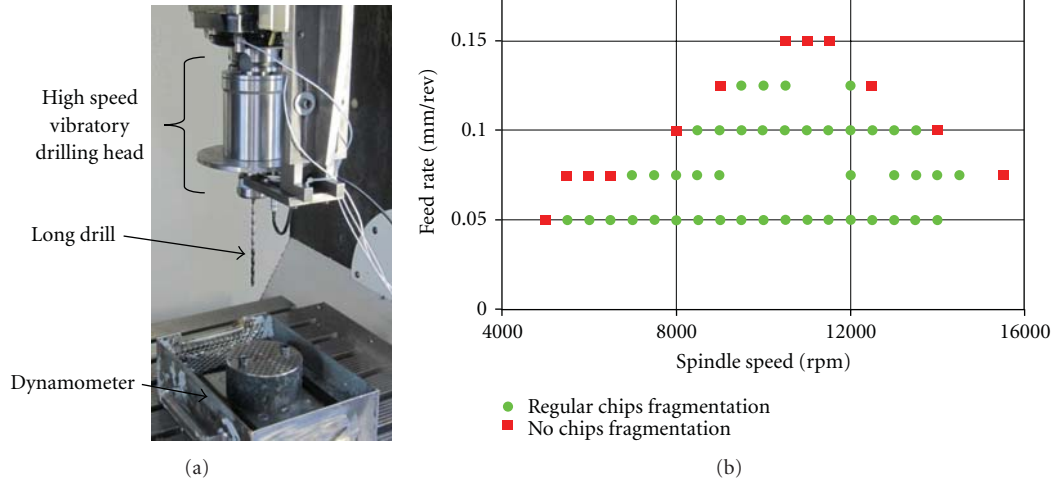 High speed
vibratory
drilling head
Long drill
Dynamometer
(a)
Feed rate (mm/rev)
0.15
0.1
0.05
0
4000 8000 12000 16000
Spindle speed (rpm)
Regular chips fragmentation
No chips fragmentation
(b)